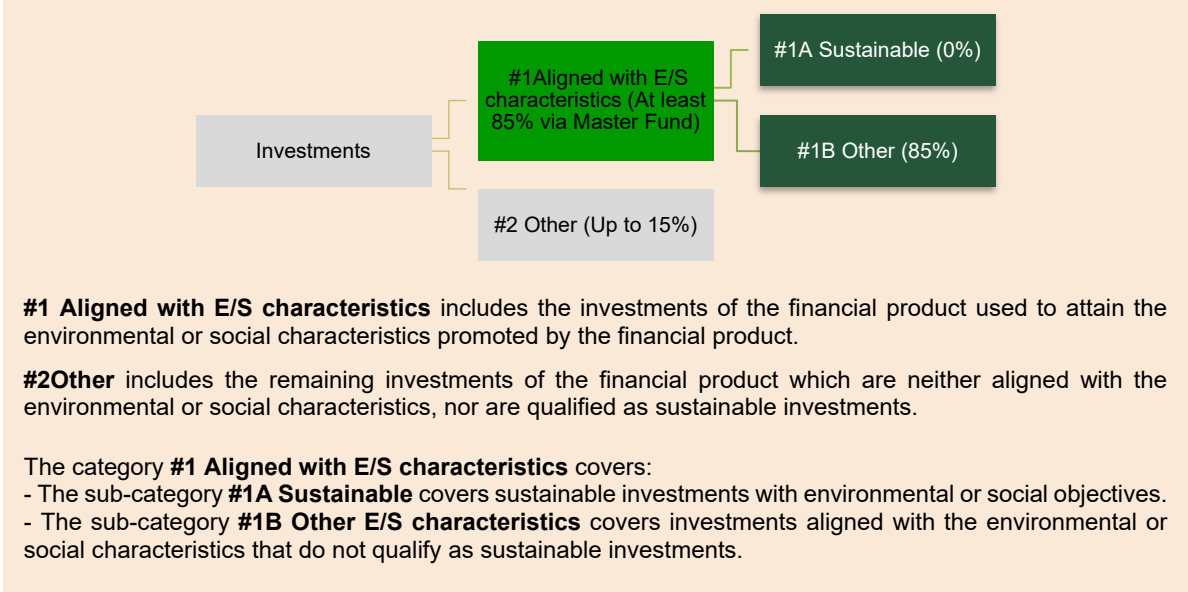 #1A Sustainable (0%)
#1Aligned with E/S
characteristics (At least
85% via Master Fund)
Investments
#1B Other (85%)
#2 Other (Up to 15%)
#1 Aligned with E/S characteristics includes the investments of the financial product used to attain the
environmental or social characteristics promoted by the financial product.
#2Other includes the remaining investments of the financial product which are neither aligned with the
environmental or social characteristics, nor are qualified as sustainable investments.
The category #1 Aligned with E/S characteristics covers:
- The sub-category #1A Sustainable covers sustainable investments with environmental or social objectives.
- The sub-category #1B Other E/S characteristics covers investments aligned with the environmental or
social characteristics that do not qualify as sustainable investments.